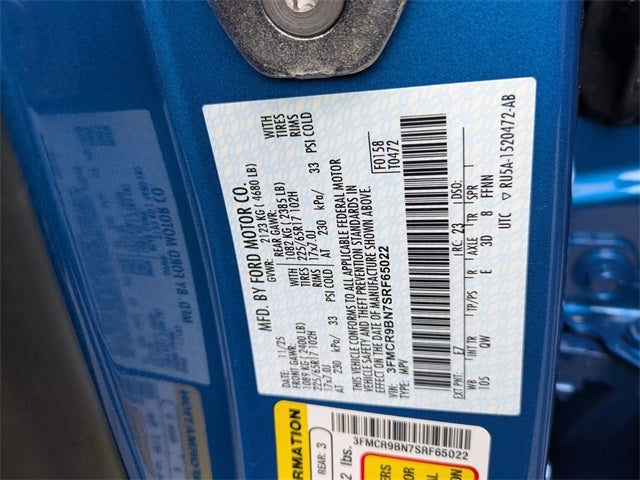 MFD. BY FORD MOTOR CO.
DATE: 11/25 GVWR: 2123 KG ( 4680 LB)
FRONT GAWR: REAR GAWR:
1089 KG ( 2400 LB) 1082 KG ( 2385 LB) WITH
225/65R17 102H TIRES 225/65R17 102H TIRES
17x7.0J RIMS 17x7.0J RIMS
AT 230 kPa/ 33 PSI COLD AT 230 kPa/ 33 PSI COLD
THIS VEHICLE CONFORMS TO ALL APPLICABLE FEDERAL MOTOR
VEHICLE SAFETY AND THEFT PREVENTION STANDARDS IN
EFFECT ON THE DATE OF MANUFACTURE SHOWN ABOVE.
VIN: 3FMCR9BN7SRF65022
TYPE: MPV
F0158
T0472
EXT PNT: E7 RC: 23 DSO:
WB INT TR TP/PS R AXLE TR SPR
105 QW E 3D 8 FFNN
UTC ▽ RU5A-1520472-AB
3FMCR9BN7SRF65022
REAR: 3